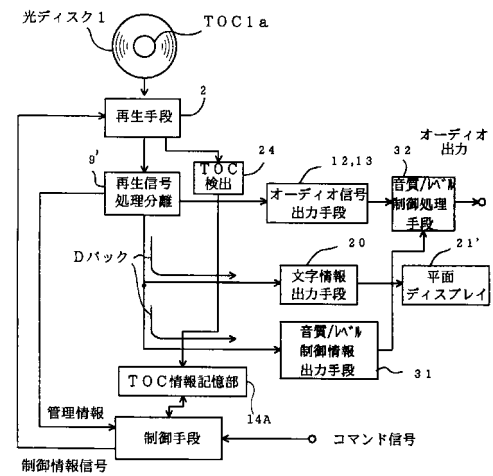 光ディスク1
TOC1a
2
再生手段
24
9'
再生信号
処理分離
TOC
検出
12,13
オーディオ信号
出力手段
32
オーディオ
出力
音質/レベル
制御処理
手段
Dパック
20
文字情報
出力手段
21'
平面
ディスプレイ
音質/レベル
制御情報
出力手段
31
TOC情報記憶部
14A
管理情報
制御手段
コマンド信号
制御情報信号